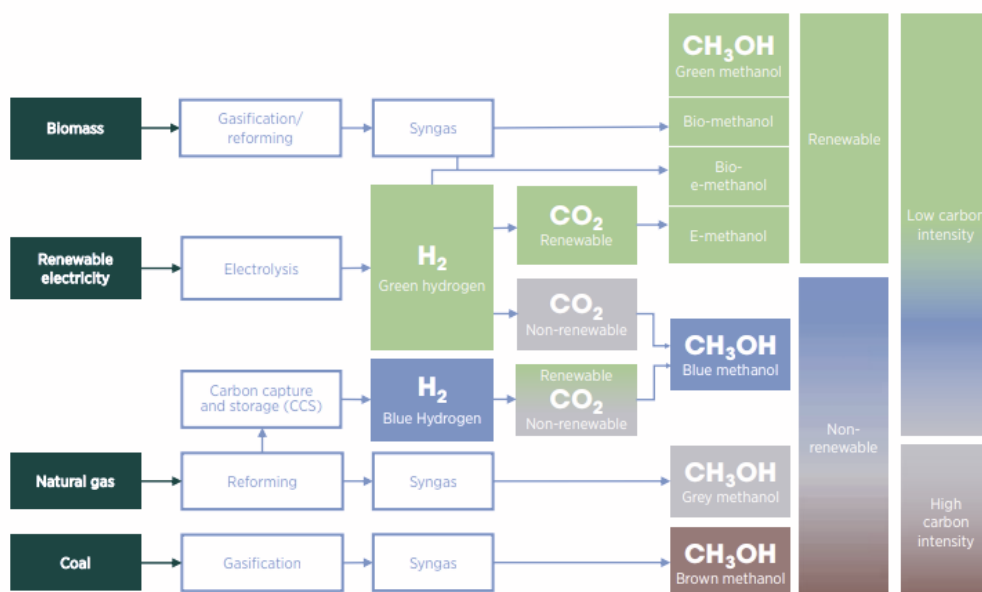 CH₃OH
Green methanol
Biomass
Gasification/
reforming
Syngas
Bio-methanol
Renewable
Bio-
e-methanol
Low carbon
intensity
Renewable
electricity
Electrolysis
H₂
Green hydrogen
CO₂
Renewable
E-methanol
CO₂
Non-renewable
CH₃OH
Blue methanol
Carbon capture
and storage (CCS)
H₂
Blue Hydrogen
Renewable
CO₂
Non-renewable
Non-
renewable
Natural gas
Reforming
Syngas
CH₃OH
Grey methanol
High
carbon
intensity
Coal
Gasification
Syngas
CH₃OH
Brown methanol